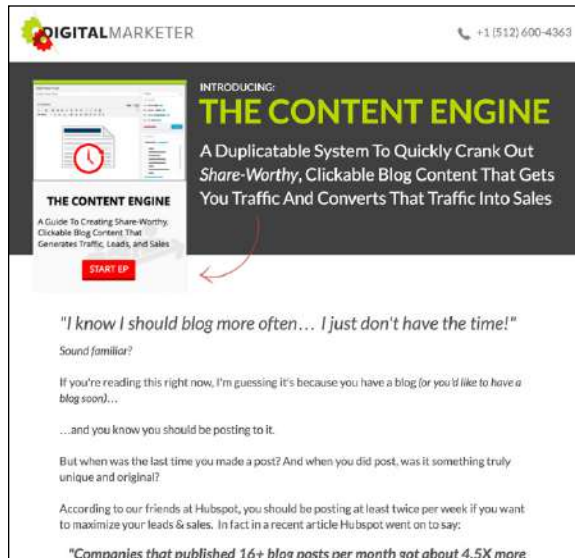 DIGITALMARKETER
+1 (512) 600-4363
INTRODUCING:
THE CONTENT ENGINE
A Duplicatable System To Quickly Crank Out
Share-Worthy, Clickable Blog Content That Gets
You Traffic And Converts That Traffic Into Sales
THE CONTENT ENGINE
A Guide To Creating Share-Worthy,
Clickable Blog Content That
Generates Traffic, Leads, and Sales
START EP
"I know I should blog more often... I just don't have the time!"
Sound familiar?
If you're reading this right now, I'm guessing it's because you have a blog (or you'd like to have a
blog soon)...
...and you know you should be posting to it.
But when was the last time you made a post? And when you did post, was it something truly
unique and original?
According to our friends at Hubspot, you should be posting at least twice per week if you want
to maximize your leads & sales. In fact in a recent article Hubspot went on to say:
"Companies that published 16+ blog posts per month got about 4.5X more